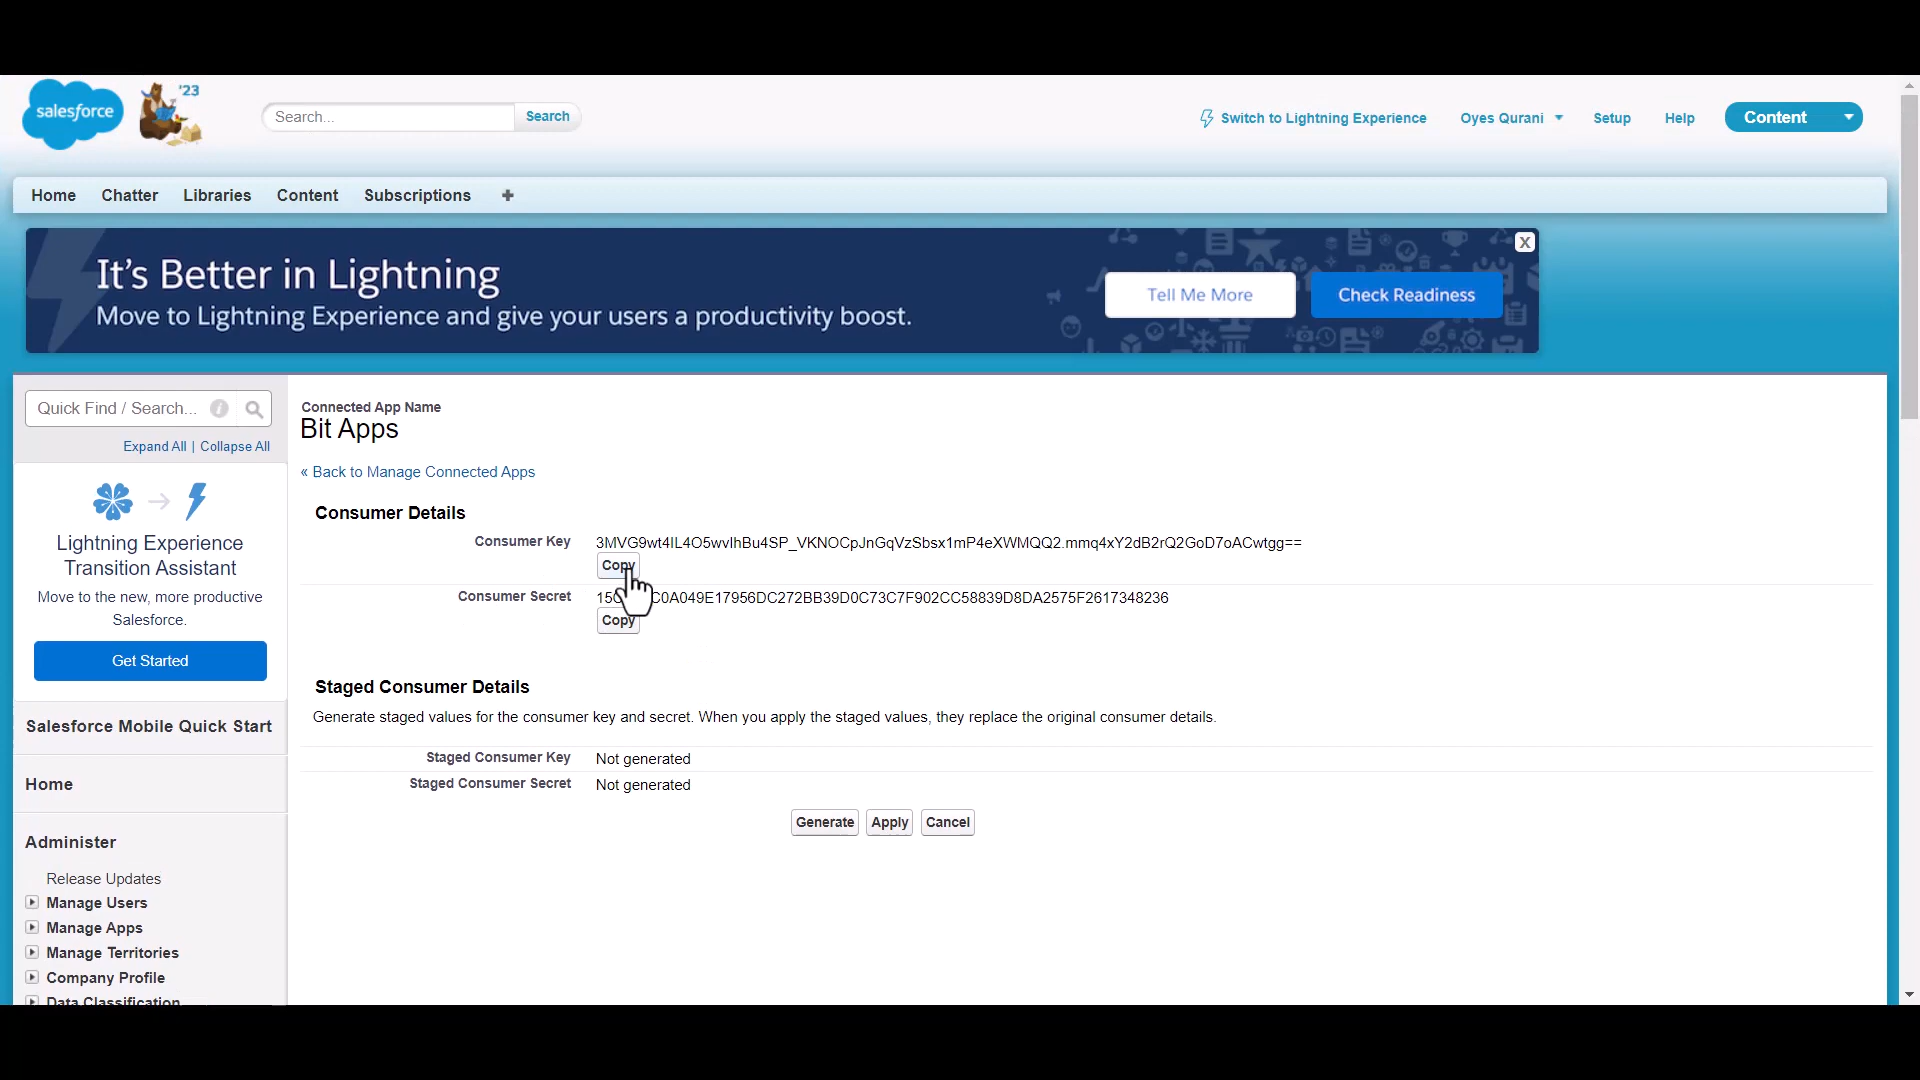 salesforce
'23
Search...
Search
Switch to Lightning Experience
Oyes Qurani
Setup
Help
Content
Home
Chatter
Libraries
Content
Subscriptions
+
It's Better in Lightning
Move to Lightning Experience and give your users a productivity boost.
Tell Me More
Check Readiness
X
Quick Find / Search...
Expand All | Collapse All
Lightning Experience
Transition Assistant
Move to the new, more productive
Salesforce.
Get Started
Salesforce Mobile Quick Start
Home
Administer
Release Updates
Manage Users
Manage Apps
Manage Territories
Company Profile
Data Classification
Connected App Name
Bit Apps
« Back to Manage Connected Apps
Consumer Details
Consumer Key
3MVG9wt4IL4O5wvIhBu4SP_VKNOCpJnGqVzSbsx1mP4eXWMQQ2.mmq4xY2dB2rQ2GoD7oACwtgg==
Copy
Consumer Secret
Copy
Staged Consumer Details
Generate staged values for the consumer key and secret. When you apply the staged values, they replace the original consumer details.
Staged Consumer Key
Not generated
Staged Consumer Secret
Not generated
Generate
Apply
Cancel